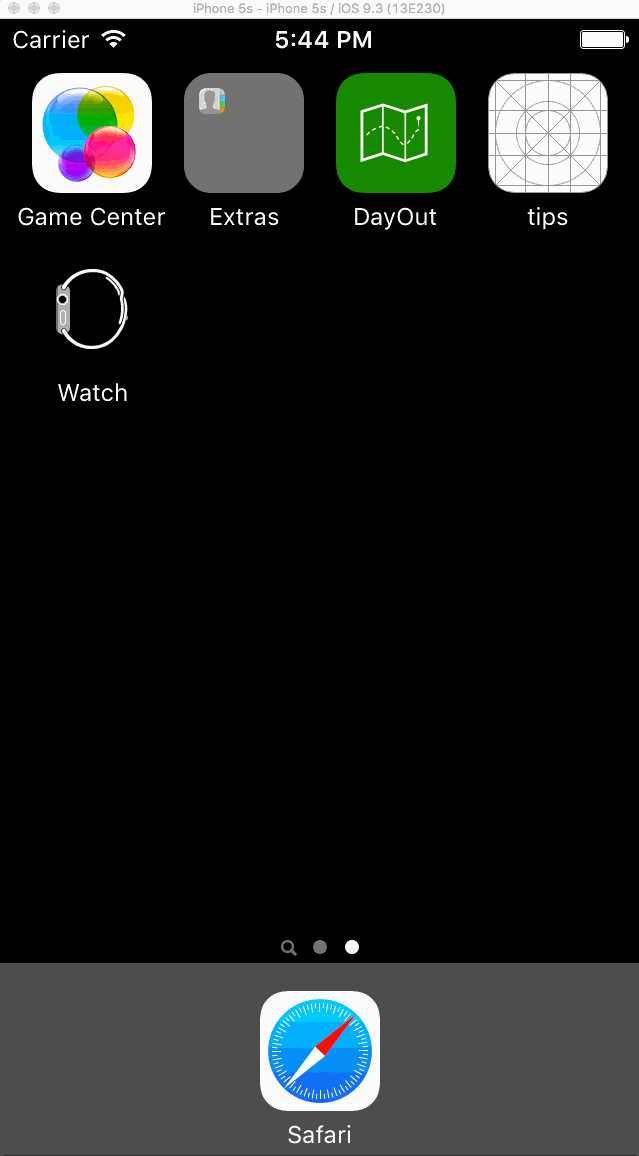 iPhone 5s - iPhone 5s / iOS 9.3 (13E230)
Carrier 5:44 PM
Game Center Extras DayOut tips
Watch
Safari